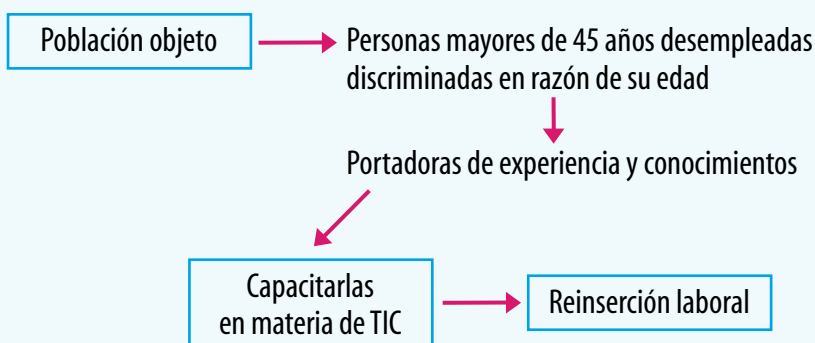 Población objeto
Personas mayores de 45 años desempleadas
discriminadas en razón de su edad
Portadoras de experiencia y conocimientos
Capacitarlas
en materia de TIC
Reinserción laboral